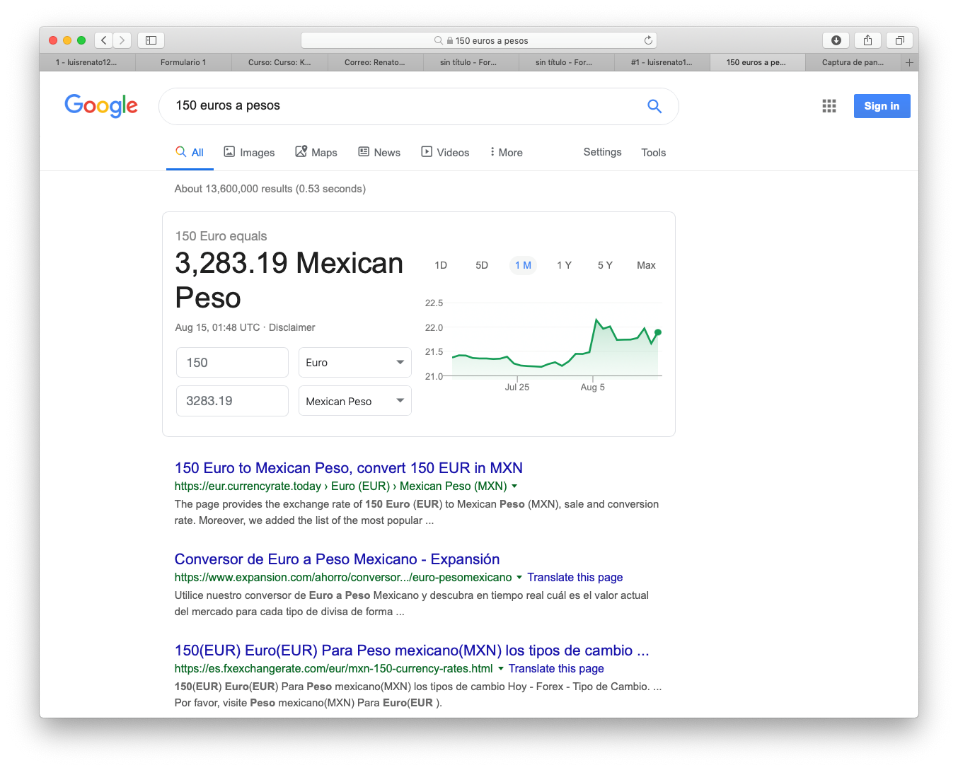 150 euros a pesos
1 - luisrenato12... Formulario 1 Curso: Curso: K... Correo: Renato... sin título - For... sin título - For... #1 - luisrenato1... 150 euros a pe... Captura de pan...
Google 150 euros a pesos Sign in
All Images Maps News Videos More Settings Tools
About 13,600,000 results (0.53 seconds)
150 Euro equals
3,283.19 Mexican
Peso
Aug 15, 01:48 UTC · Disclaimer
150 Euro
3283.19 Mexican Peso
1D 5D 1 M 1 Y 5 Y Max
22.5
22.0
21.5
21.0
Jul 25 Aug 5
150 Euro to Mexican Peso, convert 150 EUR in MXN
https://eur.currencyrate.today › Euro (EUR) › Mexican Peso (MXN)
The page provides the exchange rate of 150 Euro (EUR) to Mexican Peso (MXN), sale and conversion
rate. Moreover, we added the list of the most popular ...
Conversor de Euro a Peso Mexicano - Expansión
https://www.expansion.com/ahorro/conversor.../euro-pesomexicano Translate this page
Utilice nuestro conversor de Euro a Peso Mexicano y descubra en tiempo real cuál es el valor actual
del mercado para cada tipo de divisa de forma ...
150(EUR) Euro(EUR) Para Peso mexicano(MXN) los tipos de cambio ...
https://es.fxexchangerate.com/eur/mxn-150-currency-rates.html Translate this page
150(EUR) Euro(EUR) Para Peso mexicano(MXN) los tipos de cambio Hoy - Forex - Tipo de Cambio. ...
Por favor, visite Peso mexicano(MXN) Para Euro(EUR ).